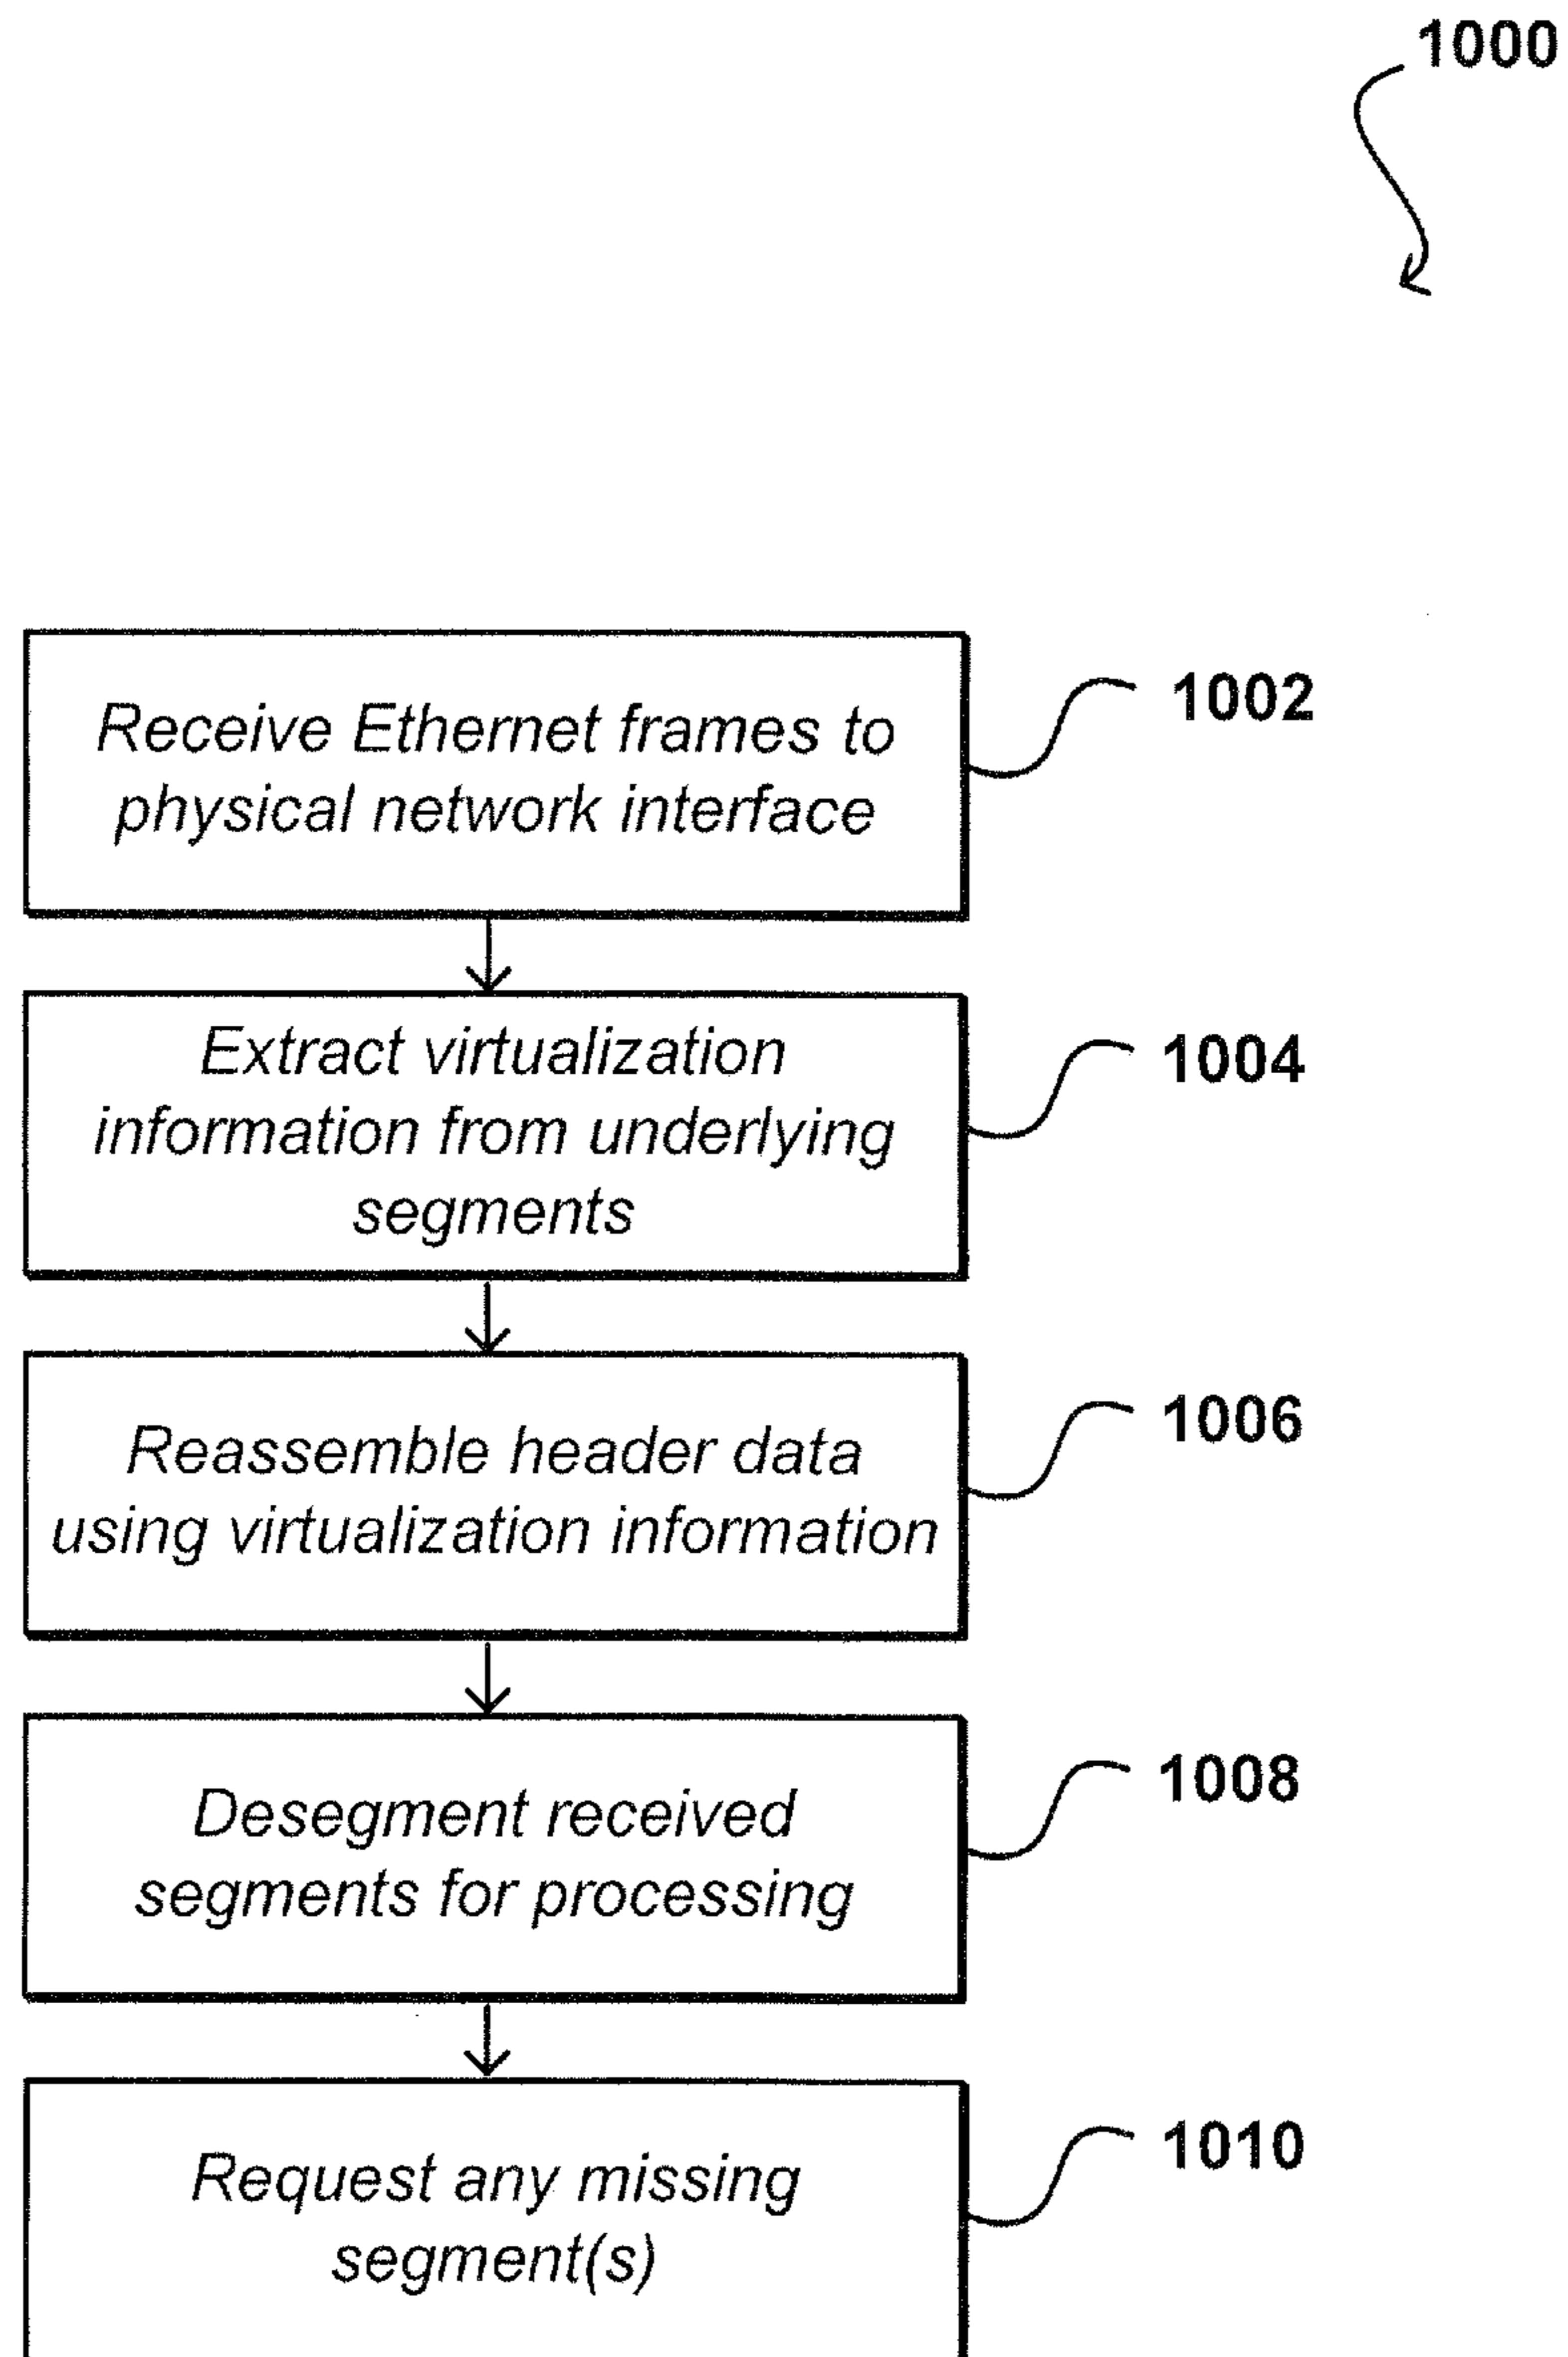 1000
Receive Ethernet frames to
physical network interface
1002
Extract virtualization
information from underlying
segments
1004
Reassemble header data
using virtualization information
1006
Desegment received
segments for processing
1008
Request any missing
segment(s)
1010